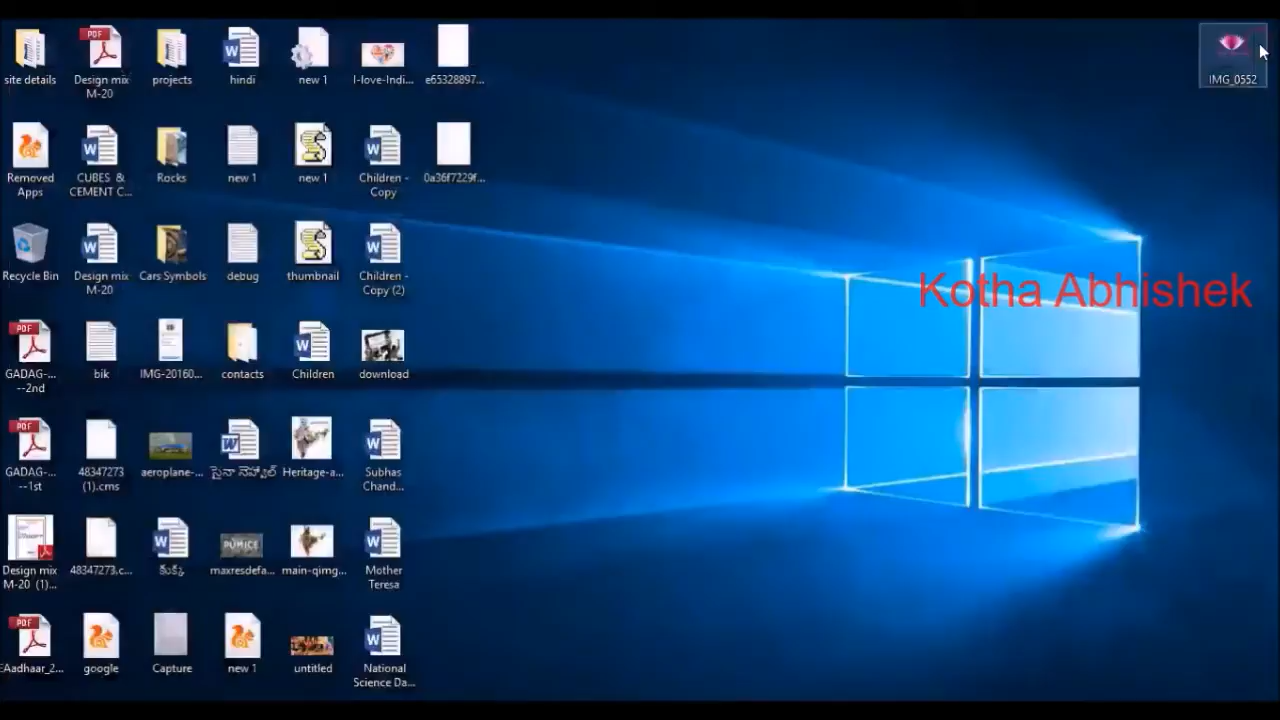 site details
Design mix
M-20
projects
hindi
new 1
I-love-Indi...
e65328897...
IMG_0552
Removed
Apps
CUBES &
CEMENT C...
Rocks
new 1
new 1
Children -
Copy
0a36f7229f...
Recycle Bin
Design mix
M-20
Cars Symbols
debug
thumbnail
Children -
Copy (2)
Kotha Abhishek
GADAG-...
---2nd
bik
IMG-20160...
contacts
Children
download
GADAG-...
---1st
48347273
(1).cms
aeroplane-...
సైనా నెహ్వాల్
Heritage-a...
Subhas
Chand...
Design mix
M-20 (1)...
48347273.c...
PUMICE
maxresdefa...
main-qimg...
Mother
Teresa
EAadhaar_2...
google
Capture
new 1
untitled
National
Science Da...